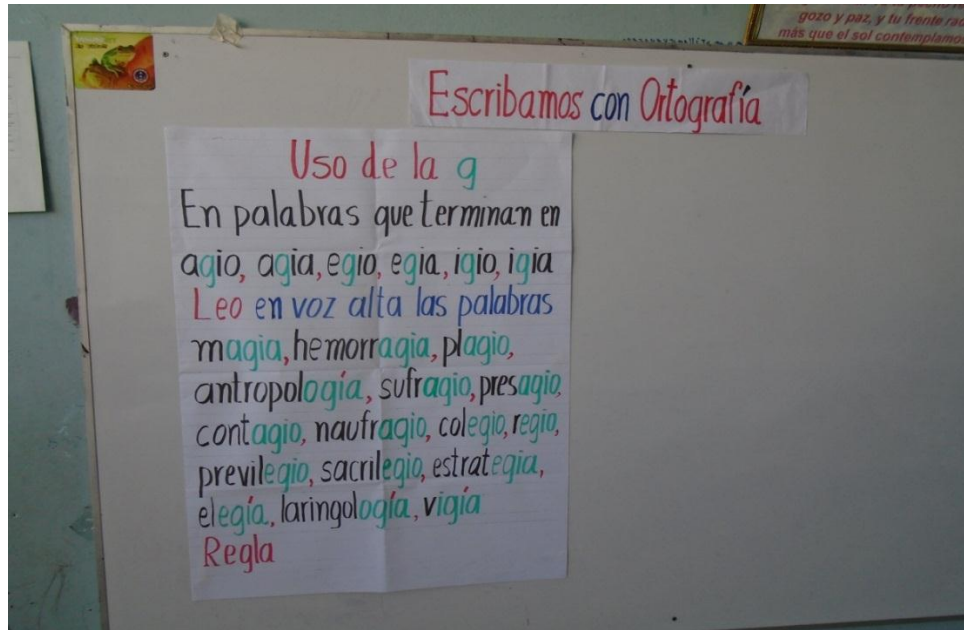 gozo y paz, y tu frente
más que el sol contemplamos
Escribamos con Ortografía
Uso de la g
En palabras que terminan en
agio, agia, egio, egia, igio, igia
Leo en voz alta las palabras
magia, hemorragia, plagio,
antropología, sufragio, presagio,
contagio, naufragio, colegio, regio,
previlegio, sacrilegio, estrategia,
elegía, laringología, vigía
Regla